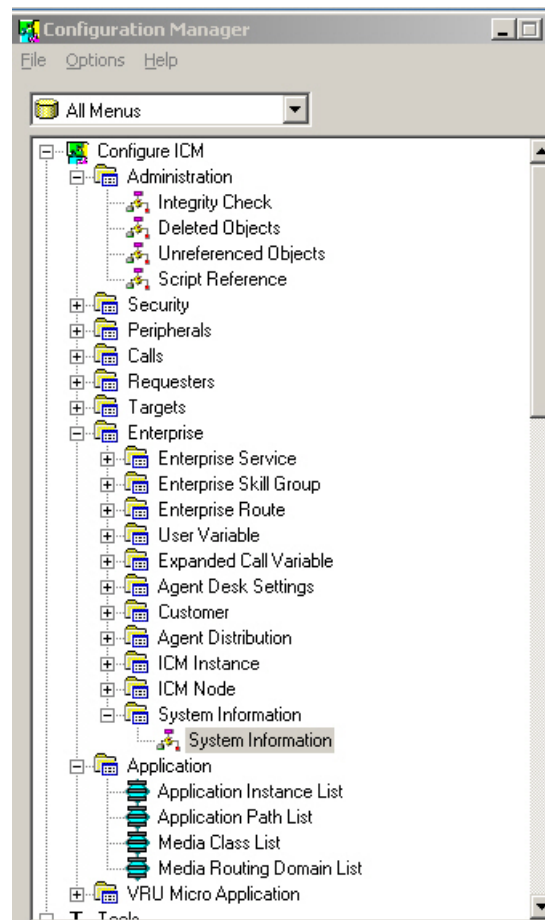 Configuration Manager
File Options Help
All Menus
Configure ICM
Administration
Integrity Check
Deleted Objects
Unreferenced Objects
Script Reference
Security
Peripherals
Calls
Requesters
Targets
Enterprise
Enterprise Service
Enterprise Skill Group
Enterprise Route
User Variable
Expanded Call Variable
Agent Desk Settings
Customer
Agent Distribution
ICM Instance
ICM Node
System Information
System Information
Application
Application Instance List
Application Path List
Media Class List
Media Routing Domain List
VRU Micro Application
Tools